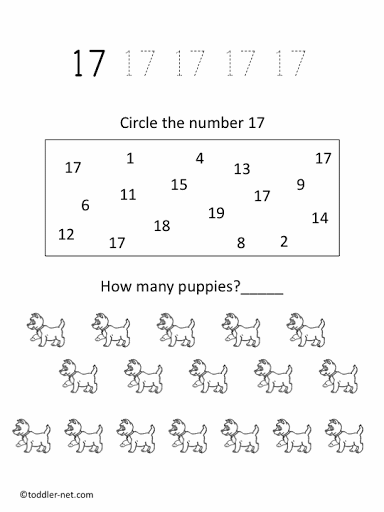 17 17 17 17 17
Circle the number 17
17 1 4 13 17
6 11 15 17 9
12 17 18 19 8 2 14
How many puppies?_____
©toddler-net.com